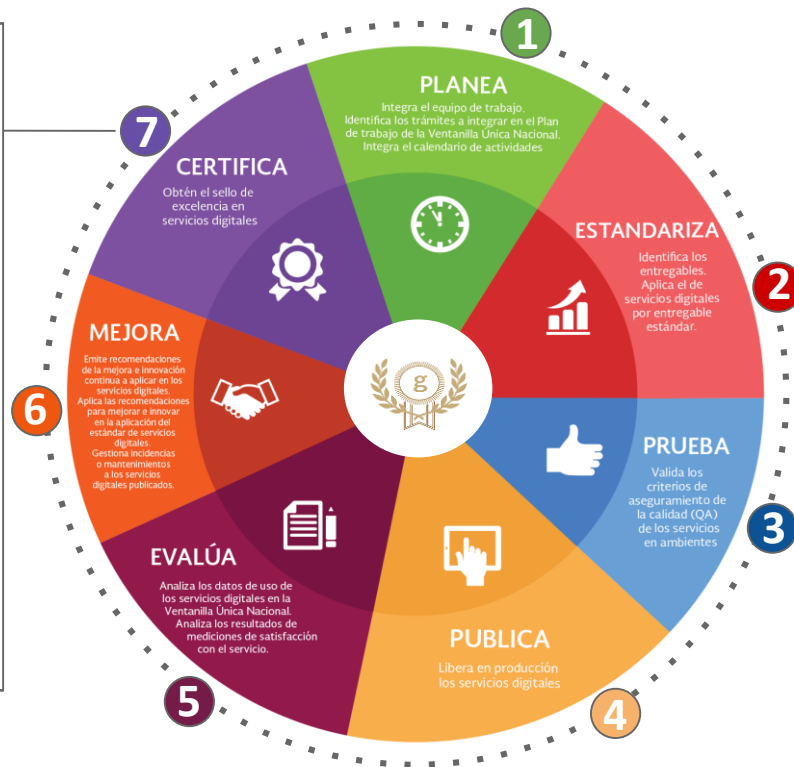 1
PLANEA
Integra el equipo de trabajo.
Identifica los trámites a integrar en el Plan
de trabajo de la Ventanilla Única Nacional.
Integra el calendario de actividades
2
ESTANDARIZA
Identifica los
entregables.
Aplica el de
servicios digitales
por entregable
estándar.
3
PRUEBA
Valida los
criterios de
aseguramiento de
la calidad (QA)
de los servicios
en ambientes
4
PUBLICA
Libera en producción
los servicios digitales
5
EVALÚA
Analiza los datos de uso de
los servicios digitales en la
Ventanilla Única Nacional.
Analiza los resultados de
mediciones de satisfacción
con el servicio.
6
MEJORA
Emite recomendaciones
de la mejora e innovación
continua a aplicar en los
servicios digitales.
Aplica las recomendaciones
para mejorar e innovar
en la aplicación del
estándar de servicios
digitales.
Gestiona incidencias
o mantenimientos
a los servicios
digitales publicados.
7
CERTIFICA
Obtén el sello de
excelencia en
servicios digitales
g